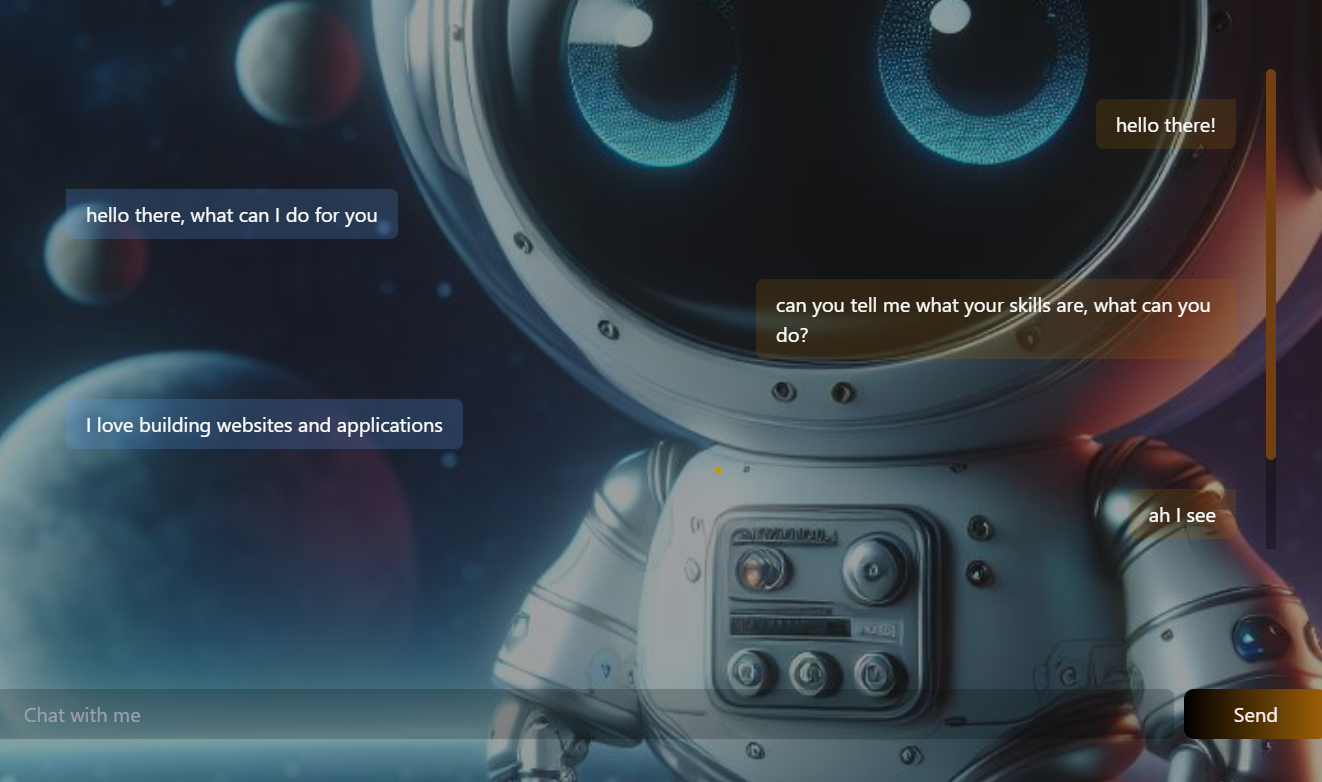 hello there!
hello there, what can I do for you
can you tell me what your skills are, what can you
do?
I love building websites and applications
ah I see
Chat with me
Send